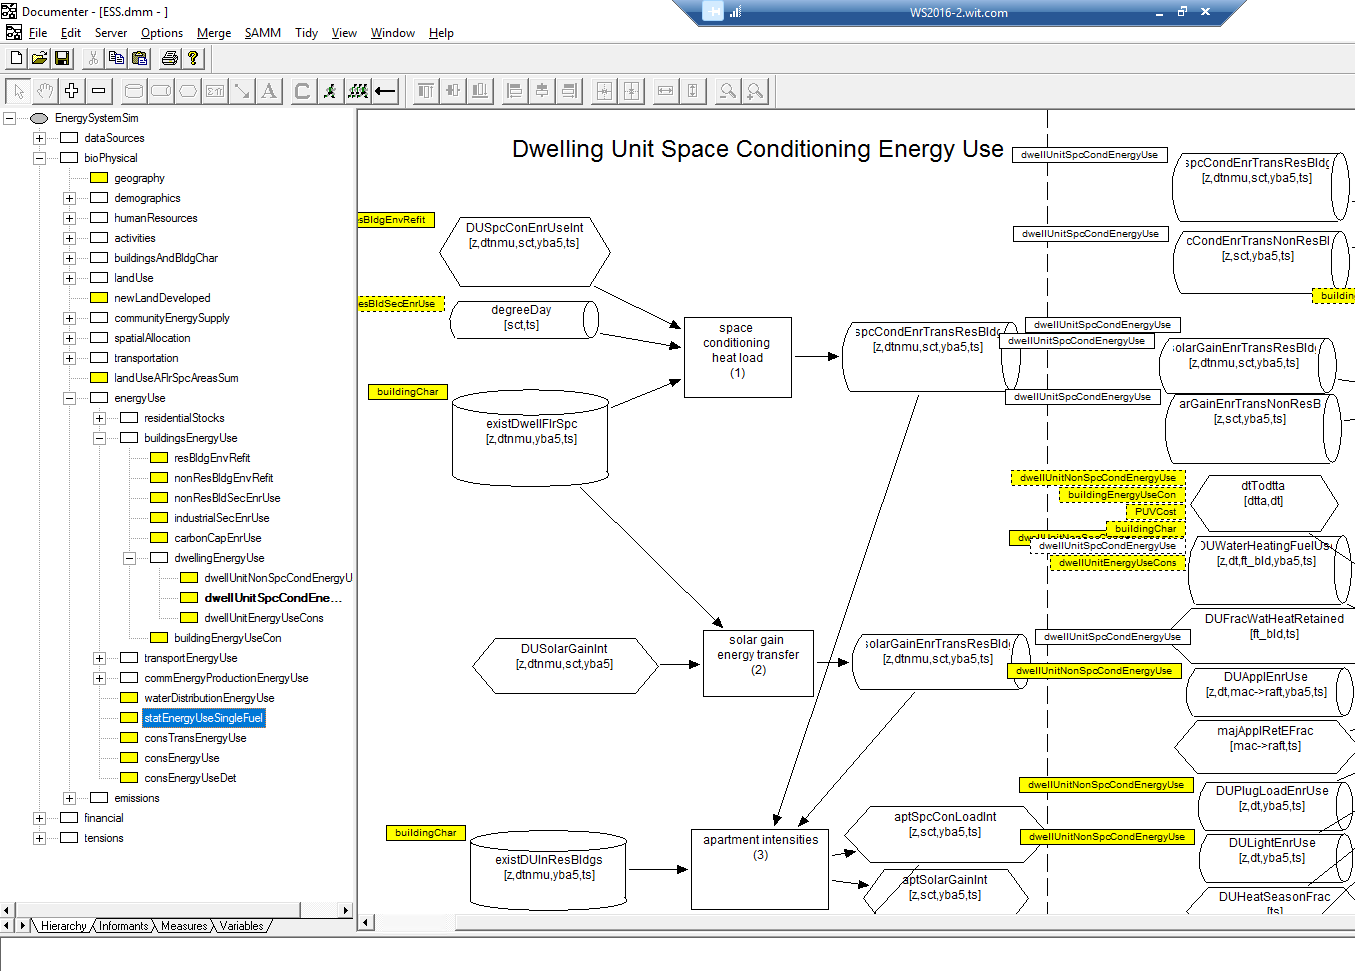 Documenter - [ESS.dmm - ]
WS2016-2.wit.com
File Edit Server Options Merge SAMM Tidy View Window Help
EnergySystemSim
dataSources
bioPhysical
geography
demographics
humanResources
activities
buildingsAndBldgChar
landUse
newLandDeveloped
communityEnergySupply
spatialAllocation
transportation
landUseAFlrSpcAreasSum
energyUse
residentialStocks
buildingsEnergyUse
resBldgEnvRefit
nonResBldgEnvRefit
nonResBldSecEnrUse
industrialSecEnrUse
carbonCapEnrUse
dwellingEnergyUse
dwellUnitNonSpcCondEnergyU
dwellUnitSpcCondEne...
dwellUnitEnergyUseCons
buildingEnergyUseCon
transportEnergyUse
commEnergyProductionEnergyUse
waterDistributionEnergyUse
statEnergyUseSingleFuel
consTransEnergyUse
consEnergyUse
consEnergyUseDet
emissions
financial
tensions
Hierarchy Informants Measures Variables
Dwelling Unit Space Conditioning Energy Use
esBldgEnvRefit
DUSpcConEnrUseInt
[z,dtnmu,sct,yba5,ts]
esBldSecEnrUse
degreeDay
[sct,ts]
space
conditioning
heat load
(1)
spcCondEnrTransResBldg
[z,dtnmu,sct,yba5,ts]
buildingChar
existDwellFlrSpc
[z,dtnmu,yba5,ts]
DUSolarGainInt
[z,dtnmu,sct,yba5]
solar gain
energy transfer
(2)
solarGainEnrTransResBldg
[z,dtnmu,sct,yba5,ts]
buildingChar
existDUInResBldgs
[z,dtnmu,yba5,ts]
apartment intensities
(3)
aptSpcConLoadInt
[z,sct,yba5,ts]
aptSolarGainInt
[z,sct,yba5,ts]
dwellUnitSpcCondEnergyUse
spcCondEnrTransResBldg
[z,dtnmu,sct,yba5,ts]
dwellUnitSpcCondEnergyUse
cCondEnrTransNonResBl
[z,sct,yba5,ts]
building
dwellUnitSpcCondEnergyUse
dwellUnitSpcCondEnergyUse
olarGainEnrTransResBld
[z,dtnmu,sct,yba5,ts]
dwellUnitSpcCondEnergyUse
arGainEnrTransNonResB
[z,sct,yba5,ts]
dwellUnitNonSpcCondEnergyUse
buildingEnergyUseCon
PUVCost
buildingChar
dwellUnitSpcCondEnergyUse
dwellUnitEnergyUseCons
dtTodtta
[dtta,dt]
DUWaterHeatingFuelUs
[z,dt,ft_bld,yba5,ts]
DUFracWatHeatRetained
[ft_bld,ts]
dwellUnitSpcCondEnergyUse
dwellUnitNonSpcCondEnergyUse
DUApplEnrUse
[z,dt,mac->raft,yba5,ts]
majApplRetEFrac
[mac->raft,ts]
dwellUnitNonSpcCondEnergyUse
DUPlugLoadEnrUse
[z,dt,yba5,ts]
dwellUnitNonSpcCondEnergyUse
DULightEnrUse
[z,dt,yba5,ts]
DUHeatSeasonFrac
[ts]